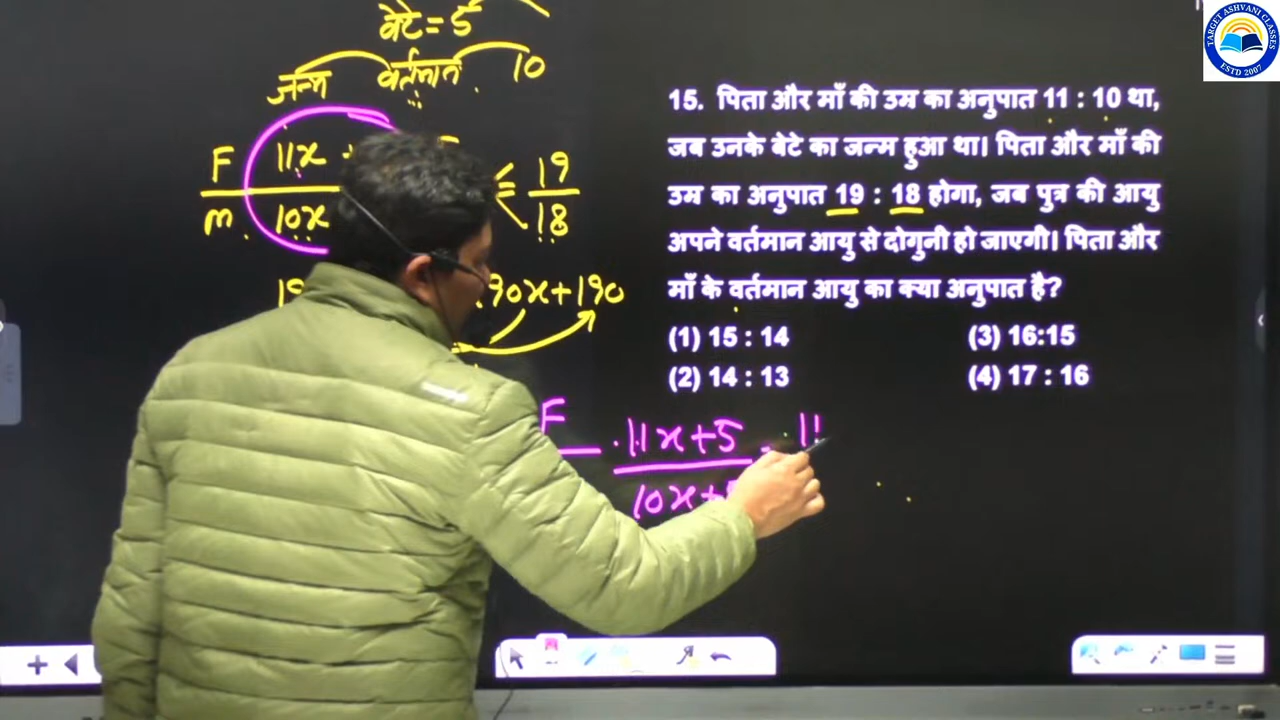 बेटे = 5
जन्म वर्तमान 10
F 11x + = 19
m 10x 18
19 190x+190
F 11x+5 = 11
10x+
15. पिता और माँ की उम्र का अनुपात 11 : 10 था,
जब उनके बेटे का जन्म हुआ था। पिता और माँ की
उम्र का अनुपात 19 : 18 होगा, जब पुत्र की आयु
अपने वर्तमान आयु से दोगुनी हो जाएगी। पिता और
माँ के वर्तमान आयु का क्या अनुपात है?
(1) 15 : 14 (3) 16:15
(2) 14 : 13 (4) 17 : 16
TARGET ASHVANI CLASSES
ESTD 2007